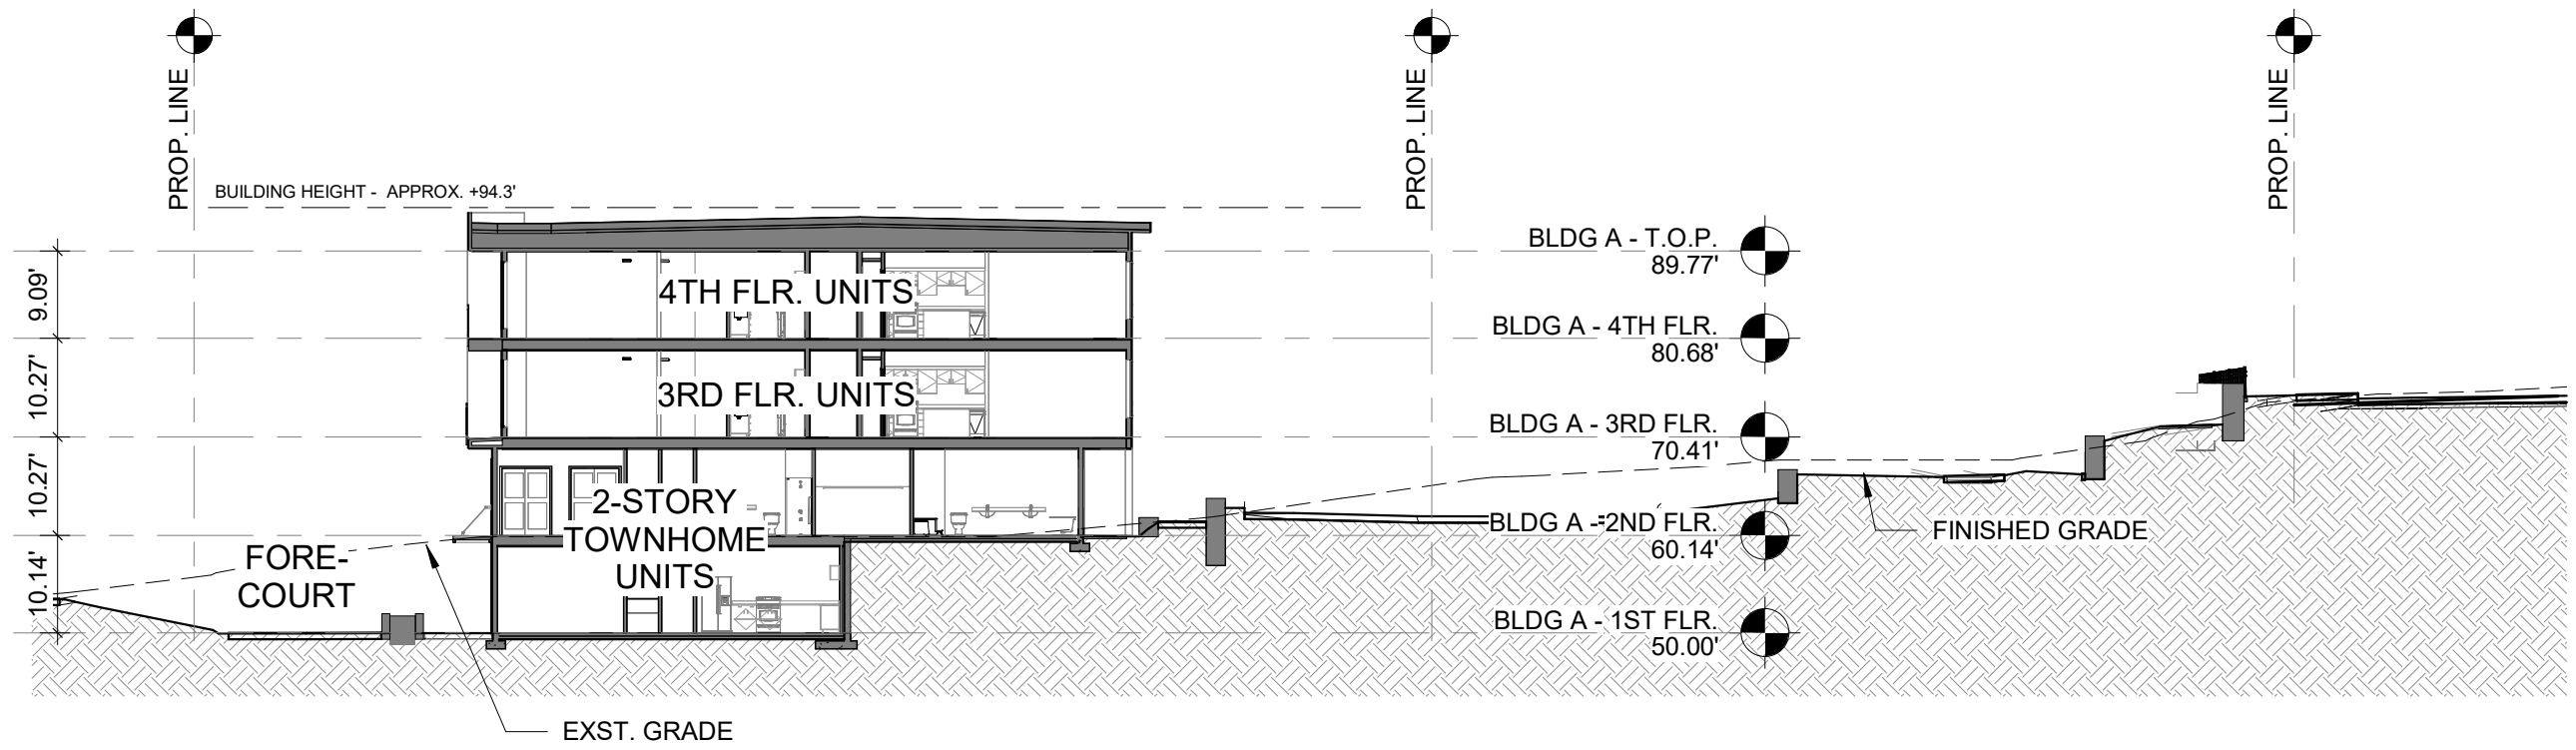 PROP. LINE
PROP. LINE
PROP. LINE
BUILDING HEIGHT - APPROX. +94.3'
BLDG A - T.O.P.
89.77'
9.09'
4TH FLR. UNITS
BLDG A - 4TH FLR.
80.68'
10.27'
3RD FLR. UNITS
BLDG A - 3RD FLR.
70.41'
10.27'
2-STORY
TOWNHOME
UNITS
BLDG A - 2ND FLR.
60.14'
FINISHED GRADE
FORE-
COURT
10.14'
BLDG A - 1ST FLR.
50.00'
EXST. GRADE